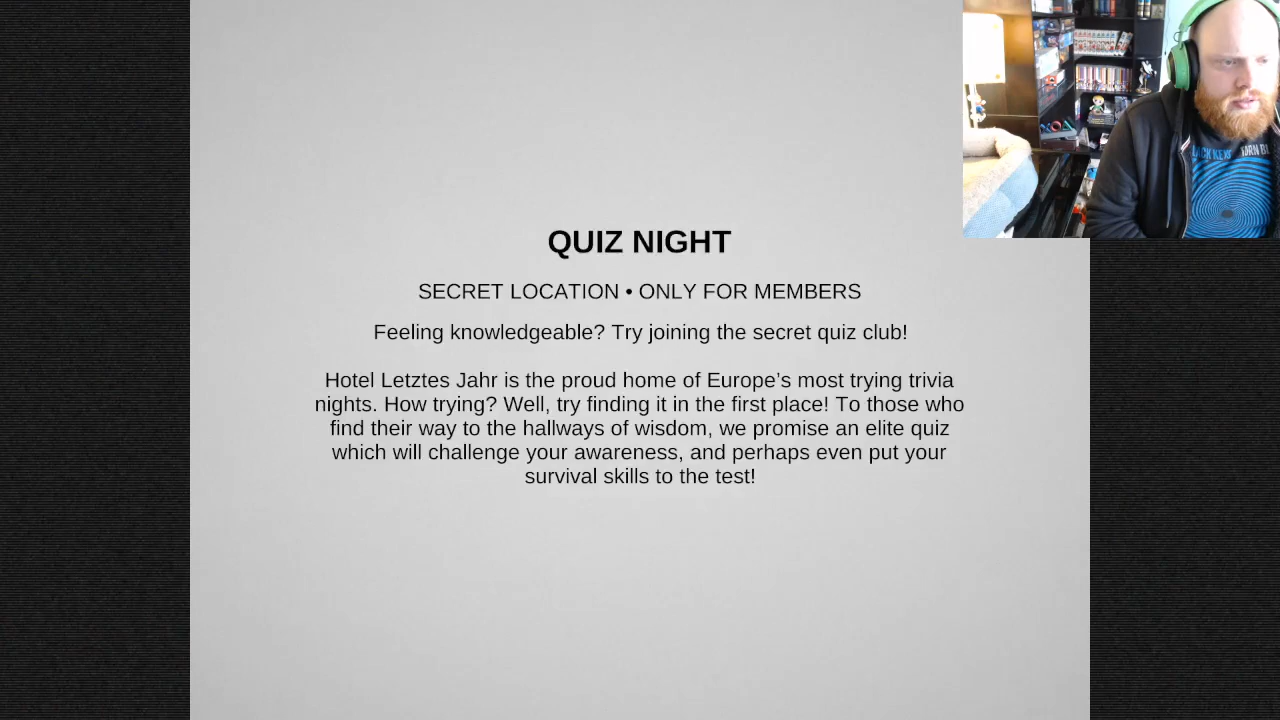 QUIZ NIGHT
SECRET LOCATION • ONLY FOR MEMBERS
Feeling knowledgeable? Try joining the secret quiz club!
Hotel Letztes Jahr is the proud home of Europe’s most trying trivia
nights. How trying? Well, try finding it in the first place! To those who
find their way to the hallways of wisdom, we promise an elite quiz
which will challenge your awareness, and perhaps even put your
survival skills to the test!